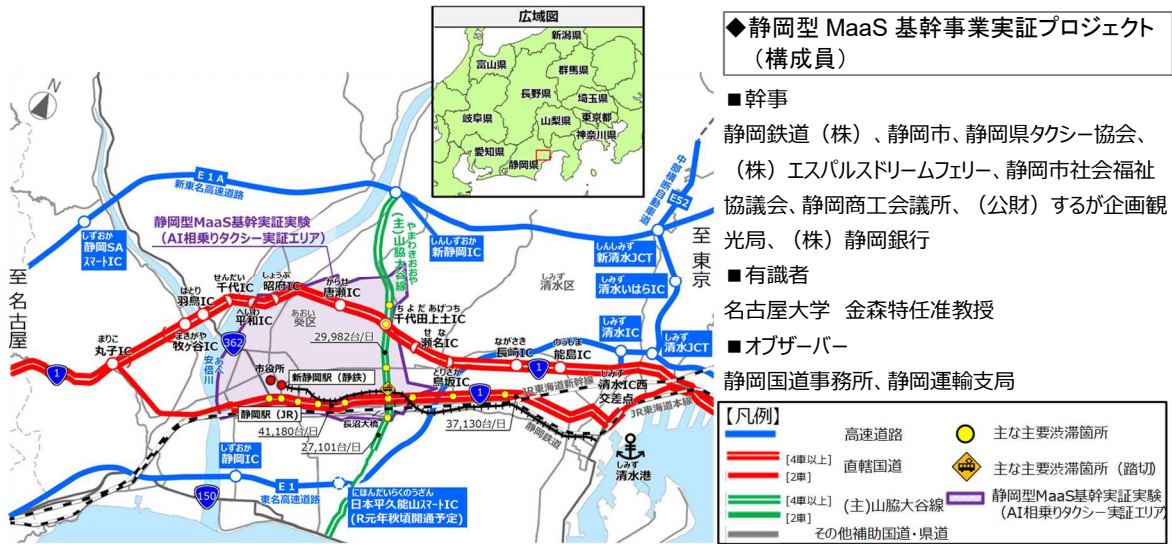 広域図
新潟県
富山県
群馬県
長野県
埼玉県
岐阜県
山梨県
東京都
神奈川県
愛知県
静岡県
N
E1A
新東名高速道路
中部横断自動車道
E52
至名古屋
至東京
しずおか
静岡SA
スマートIC
静岡型MaaS基幹実証実験
(AI相乗りタクシー実証エリア)
やまわきおおや
(主)山脇大谷線
しんしずおか
新静岡IC
しんしみず
新清水JCT
しみず
清水いはらIC
しみず
清水区
しみず
清水IC
しみず
清水JCT
はとり
羽鳥IC
せんだい
千代IC
しょうぶ
昭府IC
からせ
唐瀬IC
ちよだあげつち
千代田上土IC
まりこ
丸子IC
まきがや
牧ヶ谷IC
へいわ
平和IC
あおい
葵区
29,982台/日
せな
瀬名IC
ながさき
長崎IC
のうしま
能島IC
362
あべ
安倍川
市役所
新静岡駅(静鉄)
とりさか
鳥坂IC
しみず
清水IC西
交差点
1
1
1
JR東海道新幹線
JR東海道本線
静岡駅(JR)
長沼大橋
静岡鉄道
41,180台/日
37,130台/日
27,101台/日
しずおか
静岡IC
しみず
清水港
150
E1
東名高速道路
にほんだいらくのうざん
日本平久能山スマートIC
(R元年秋頃開通予定)
◆静岡型 MaaS 基幹事業実証プロジェクト
(構成員)
■幹事
静岡鉄道(株)、静岡市、静岡県タクシー協会、
(株)エスパルスドリームフェリー、静岡市社会福祉
協議会、静岡商工会議所、(公財)するが企画観
光局、(株)静岡銀行
■有識者
名古屋大学 金森特任准教授
■オブザーバー
静岡国道事務所、静岡運輸支局
【凡例】
高速道路
[4車以上]
[2車]
直轄国道
[4車以上]
[2車]
(主)山脇大谷線
その他補助国道・県道
主な主要渋滞箇所
主な主要渋滞箇所(踏切)
静岡型MaaS基幹実証実験
(AI相乗りタクシー実証エリア)